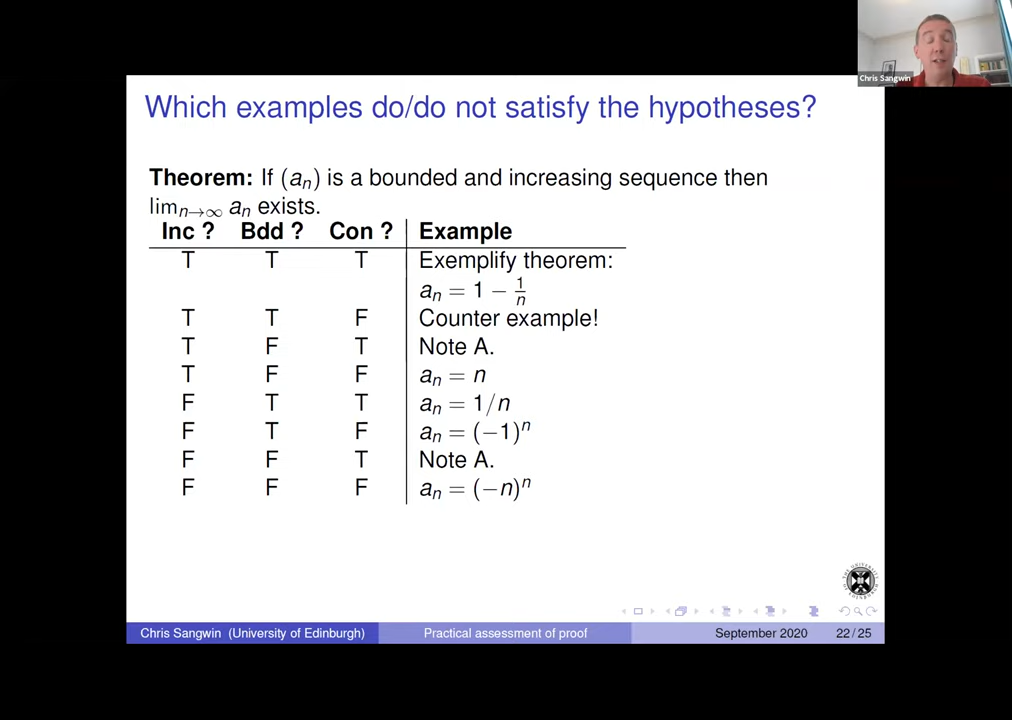 Chris Sangwin
Which examples do/do not satisfy the hypotheses?
Theorem: If (aₙ) is a bounded and increasing sequence then
limₙ→∞ aₙ exists.
Inc ? Bdd ? Con ? Example
T T T Exemplify theorem:
aₙ = 1 − 1/n
T T F Counter example!
T F T Note A.
T F F aₙ = n
F T T aₙ = 1/n
F T F aₙ = (−1)ⁿ
F F T Note A.
F F F aₙ = (−n)ⁿ
Chris Sangwin (University of Edinburgh) Practical assessment of proof September 2020 22/25